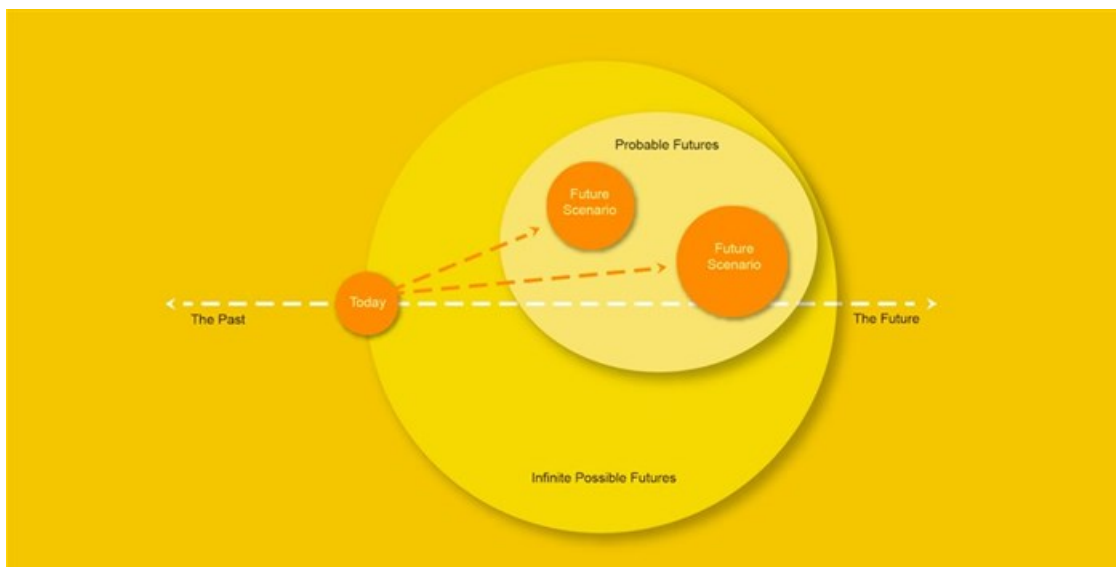 Probable Futures
Future
Scenario
Future
Scenario
Today
The Past
The Future
Infinite Possible Futures